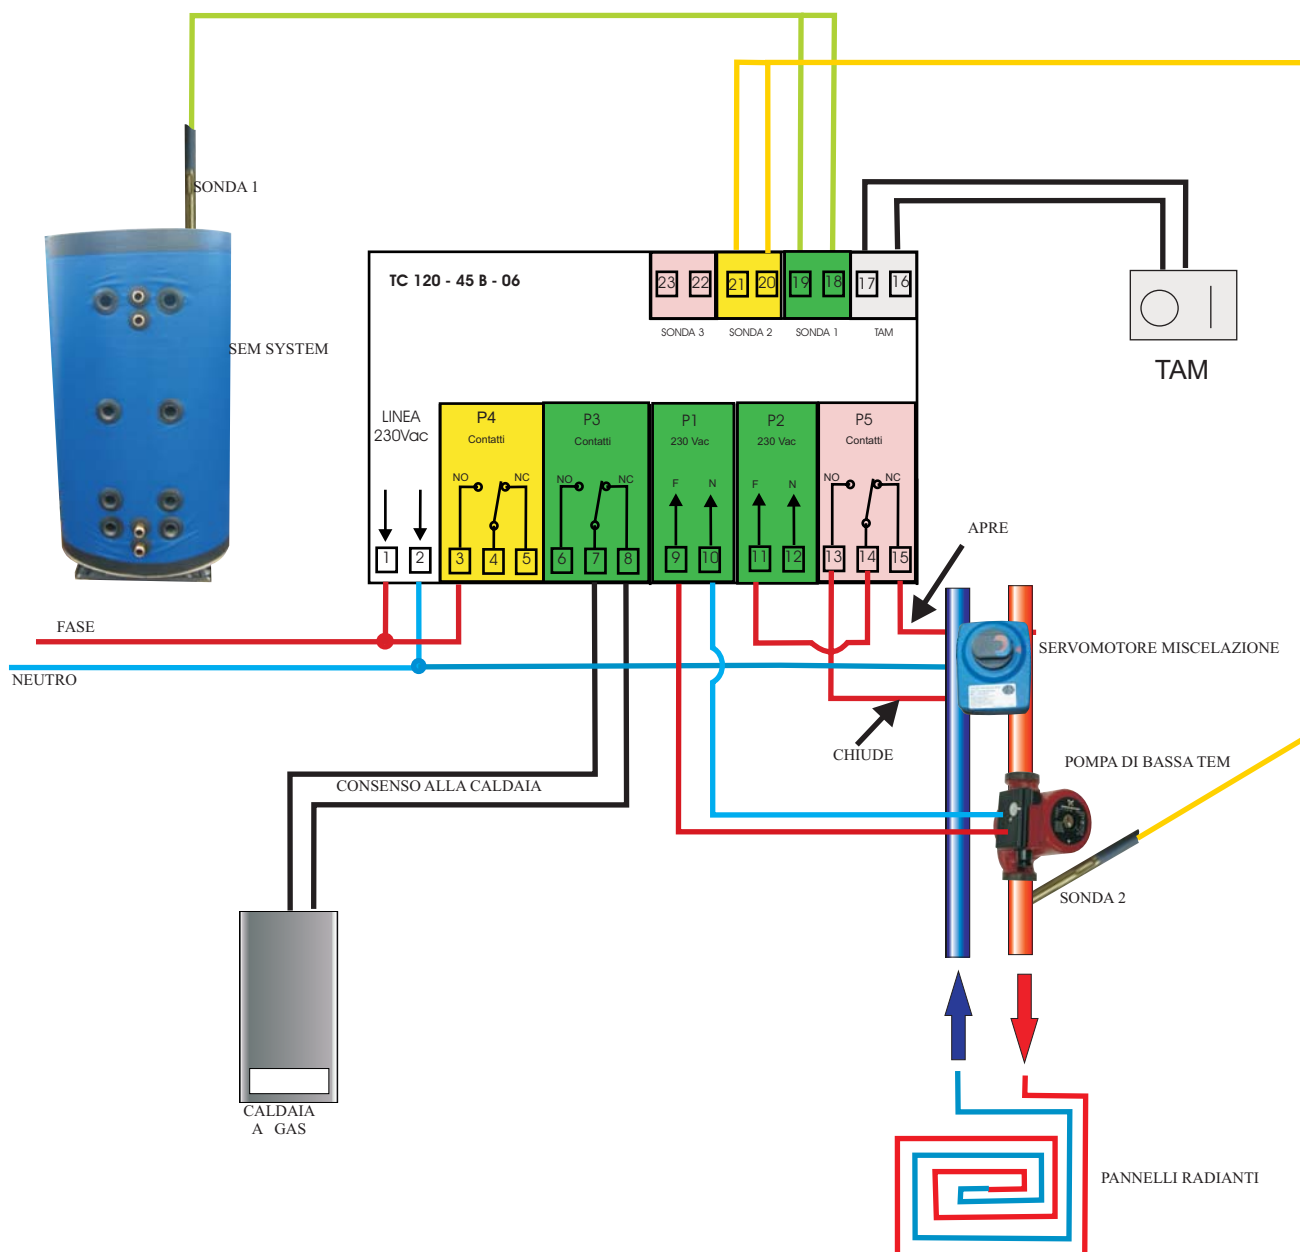 SONDA 1
SEM SYSTEM
TC 120 - 45 B - 06
23 22 21 20 19 18 17 16
SONDA 3 SONDA 2 SONDA 1 TAM
TAM
LINEA
230Vac
P4
Contatti
NO NC
P3
Contatti
NO NC
P1
230 Vac
F N
P2
230 Vac
F N
P5
Contatti
NO NC
1 2 3 4 5 6 7 8 9 10 11 12 13 14 15
APRE
FASE
NEUTRO
SERVOMOTORE MISCELAZIONE
CHIUDE
POMPA DI BASSA TEM
CONSENSO ALLA CALDAIA
SONDA 2
CALDAIA
A GAS
PANNELLI RADIANTI